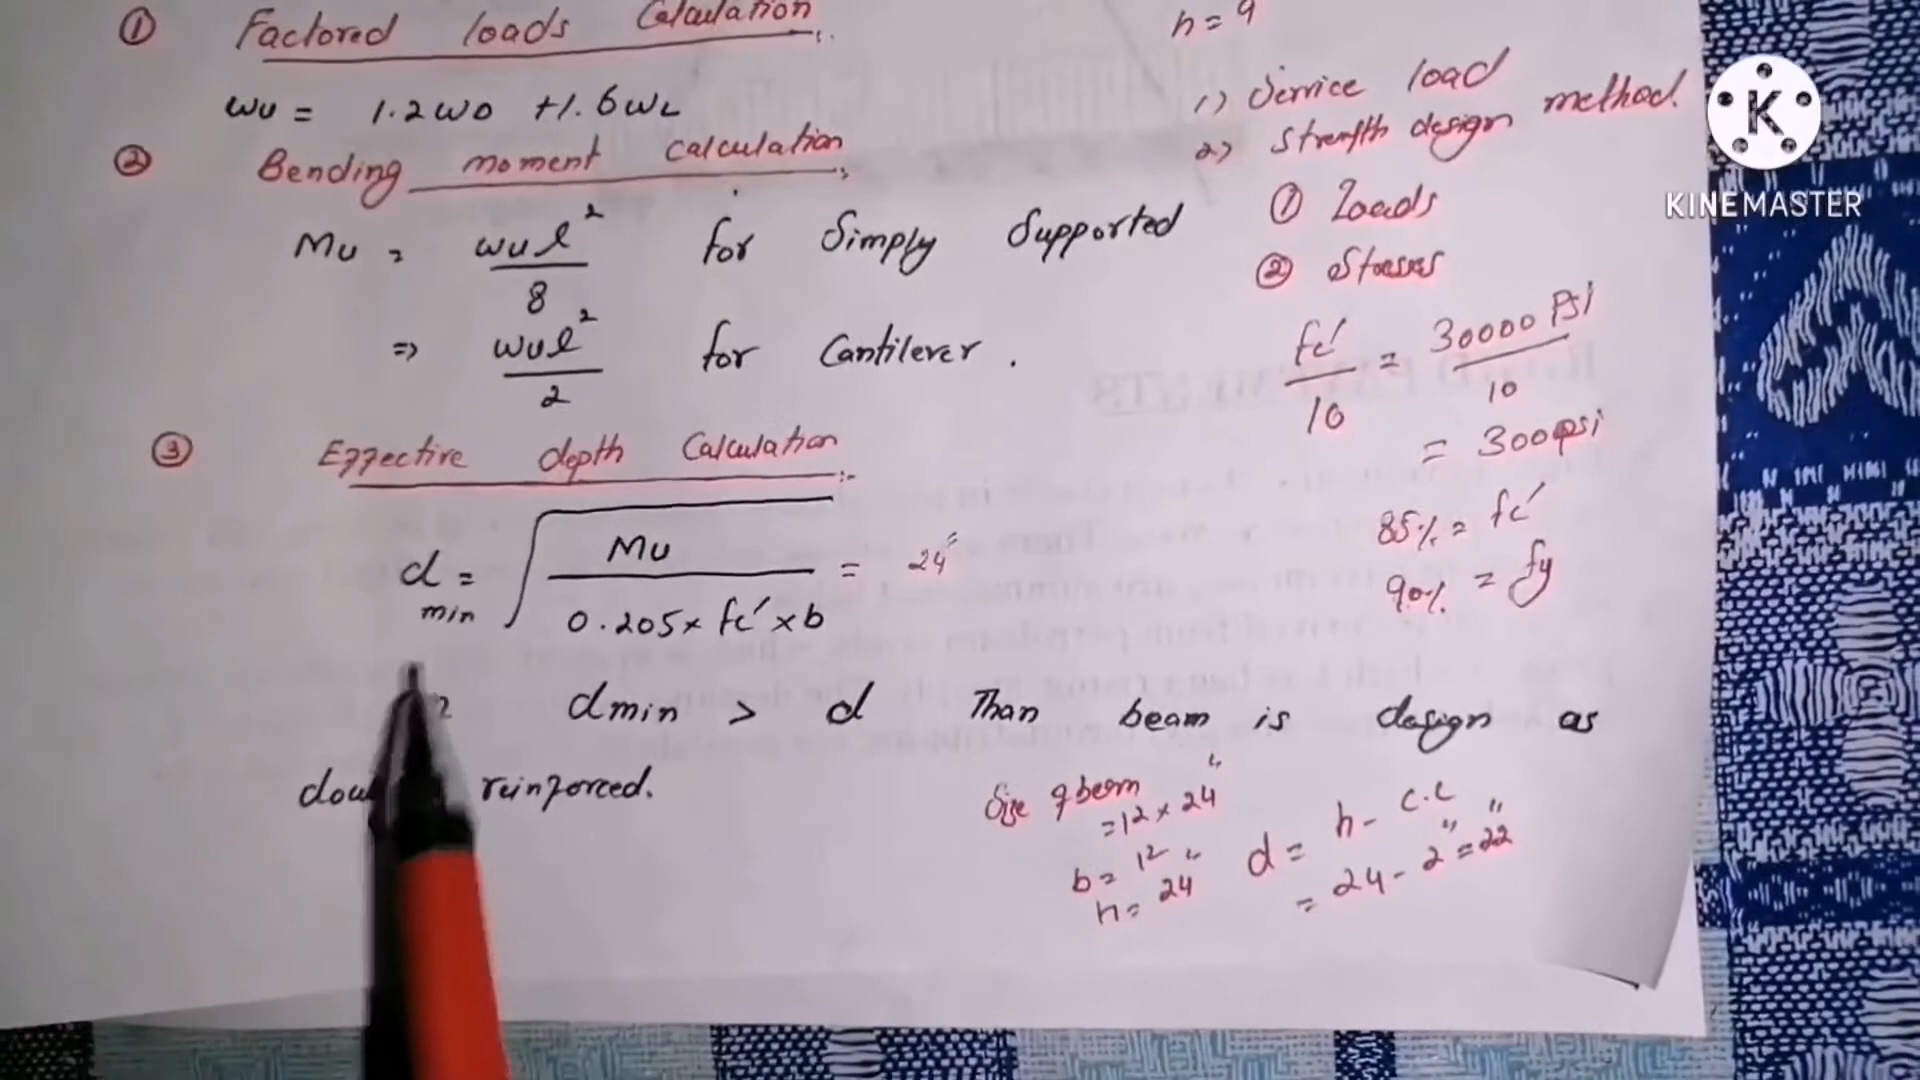 ① Factored loads Calculation :.
wu = 1.2wD + 1.6wL
② Bending moment calculation :,
Mu = wul² / 8 for Simply Supported
=> wul² / 2 for Cantilever .
③ Effective depth Calculation :-
d min = √ Mu / 0.205 x fc' x b = 24"
dmin > d Than beam is design as
reinforced.
n = 9
1) Service load
2) Strength design method.
① Loads
② Stresses
fc' / 10 = 30000 Psi / 10
= 300 psi
85% = fc'
90% = fy
Size of beam
= 12 x 24"
b = 12"
h = 24
d = h - c.c
= 24 - 2" = 22"
K
KINEMASTER